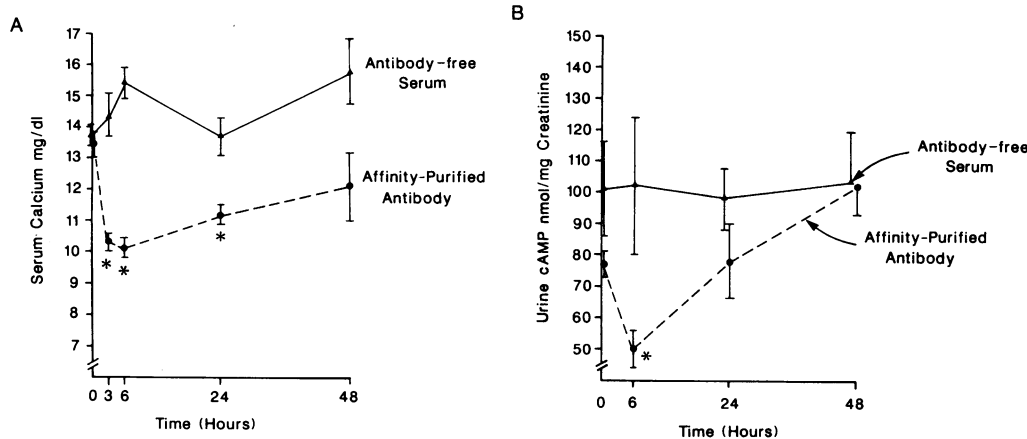 A
17
16
15
14
13
12
11
10
9
8
7
Serum Calcium mg/dl
Antibody-free
Serum
Affinity-Purified
Antibody
*
*
*
0 3 6 24 48
Time (Hours)
B
150
140
130
120
110
100
90
80
70
60
50
Urine cAMP nmol/mg Creatinine
Antibody-free
Serum
Affinity-Purified
Antibody
*
0 6 24 48
Time (Hours)